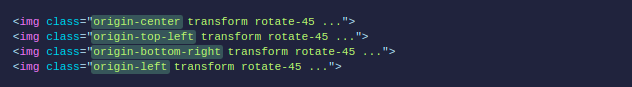 <img class="origin-center transform rotate-45 ...">
<img class="origin-top-left transform rotate-45 ...">
<img class="origin-bottom-right transform rotate-45 ...">
<img class="origin-left transform rotate-45 ...">